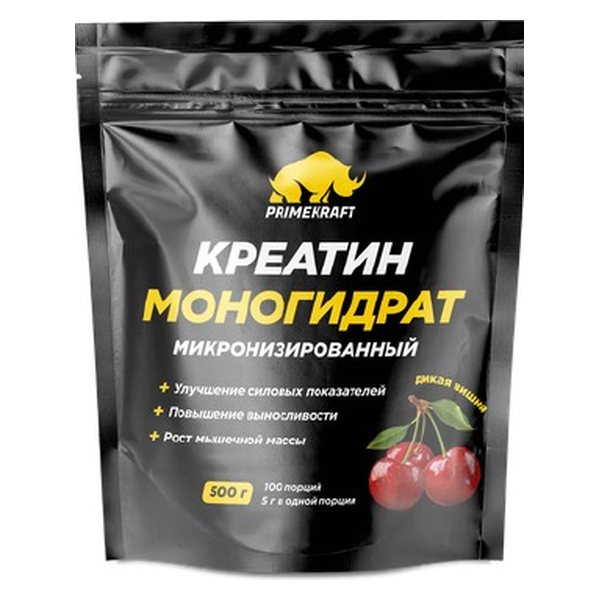 PRIMEKRAFT
КРЕАТИН
МОНОГИДРАТ
МИКРОНИЗИРОВАННЫЙ
+ Улучшение силовых показателей
+ Повышение выносливости
+ Рост мышечной массы
дикая вишня
500 г
100 порций
5 г в одной порции